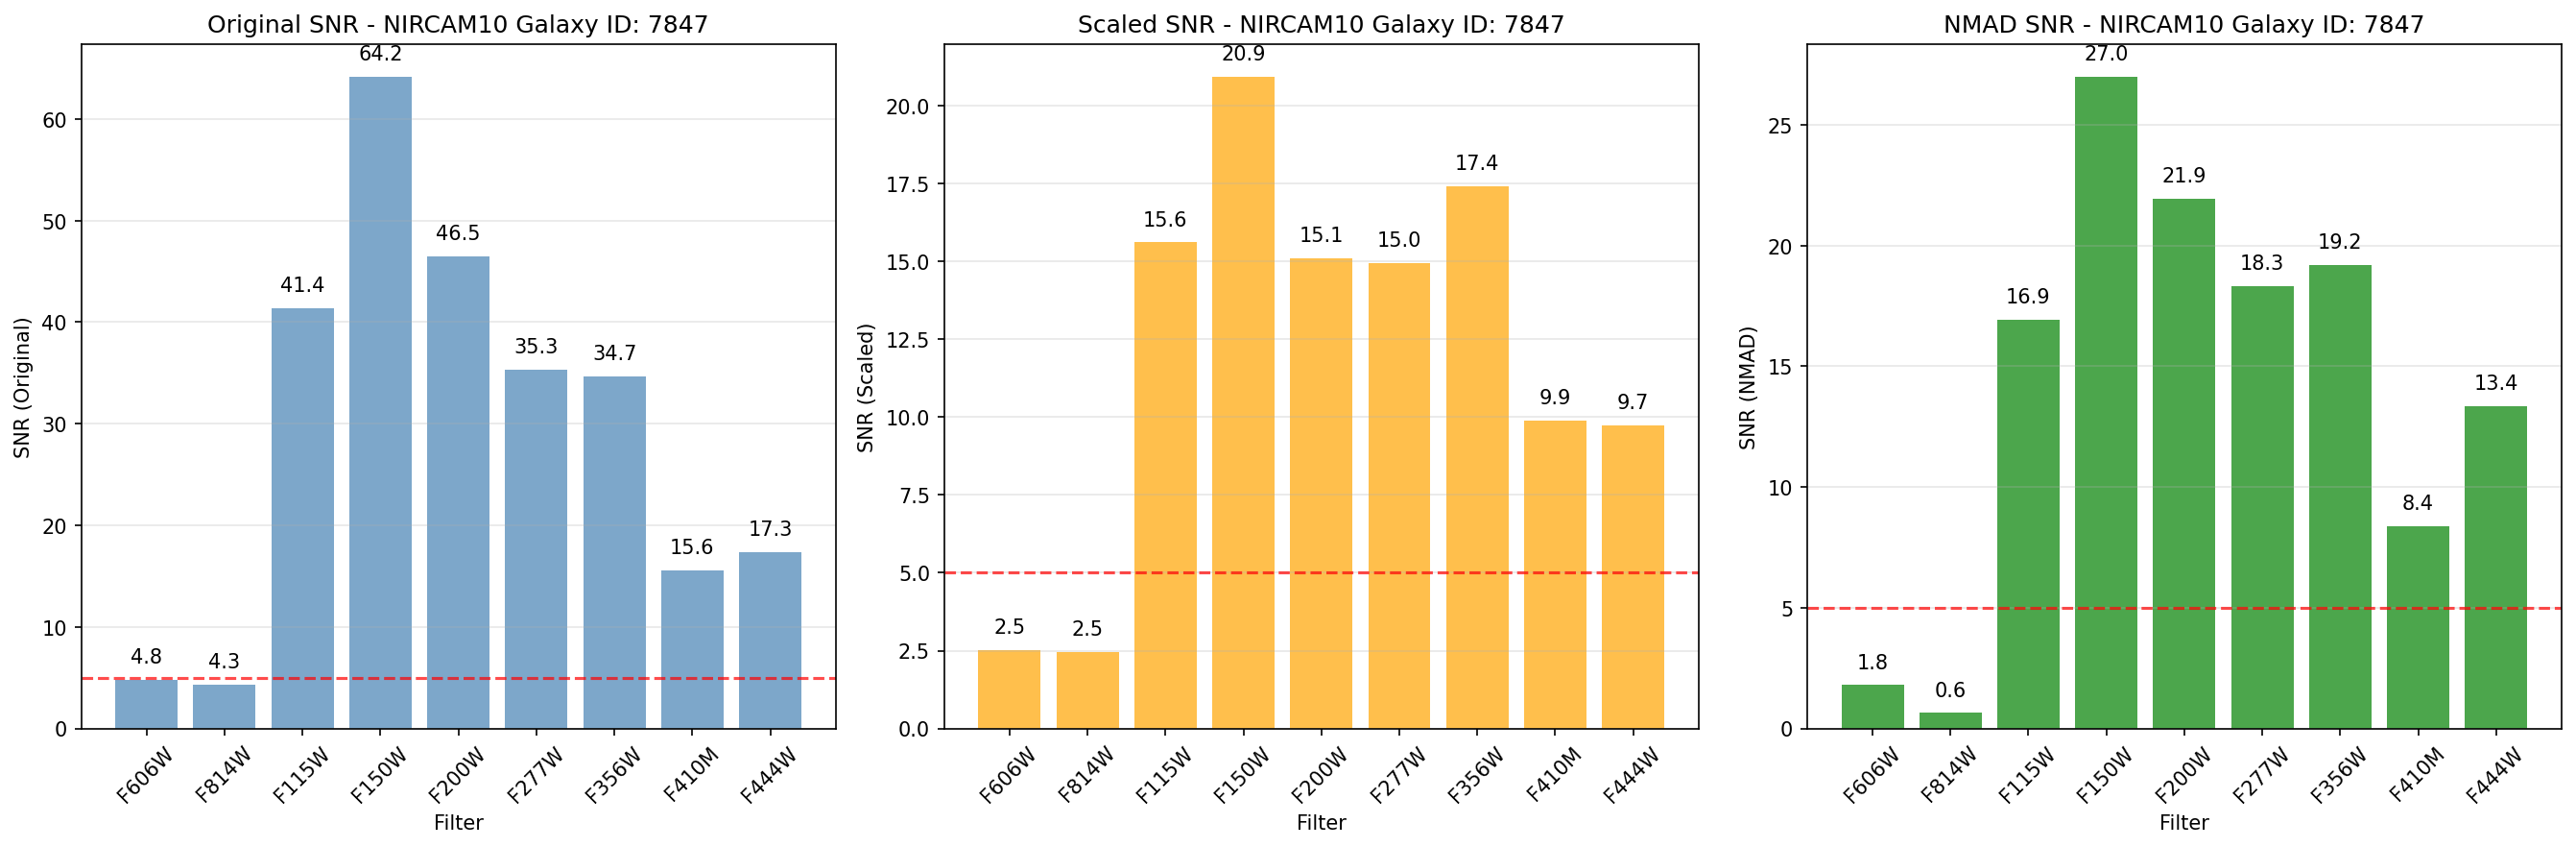 Original SNR - NIRCAM10 Galaxy ID: 7847
SNR (Original)
60
50
40
30
20
10
0
4.8
4.3
41.4
64.2
46.5
35.3
34.7
15.6
17.3
F606W
F814W
F115W
F150W
F200W
F277W
F356W
F410M
F444W
Filter
Scaled SNR - NIRCAM10 Galaxy ID: 7847
SNR (Scaled)
20.0
17.5
15.0
12.5
10.0
7.5
5.0
2.5
0.0
2.5
2.5
15.6
20.9
15.1
15.0
17.4
9.9
9.7
F606W
F814W
F115W
F150W
F200W
F277W
F356W
F410M
F444W
Filter
NMAD SNR - NIRCAM10 Galaxy ID: 7847
SNR (NMAD)
25
20
15
10
5
0
1.8
0.6
16.9
27.0
21.9
18.3
19.2
8.4
13.4
F606W
F814W
F115W
F150W
F200W
F277W
F356W
F410M
F444W
Filter